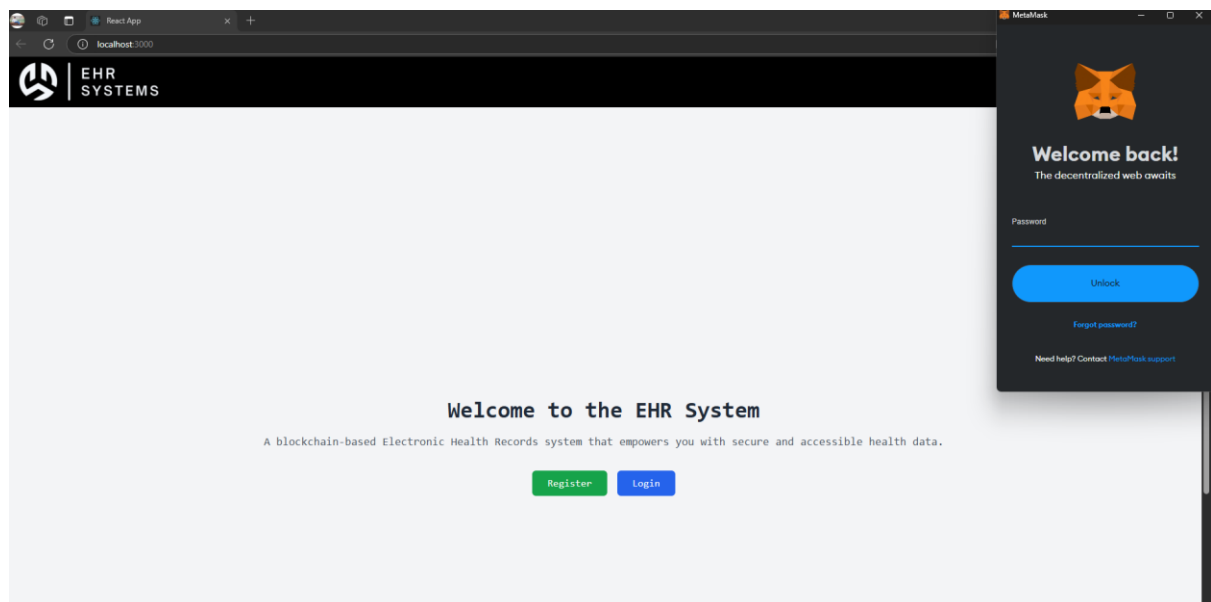 React App
MetaMask
localhost:3000
EHR
SYSTEMS
Welcome back!
The decentralized web awaits
Password
Unlock
Forgot password?
Need help? Contact MetaMask support
Welcome to the EHR System
A blockchain-based Electronic Health Records system that empowers you with secure and accessible health data.
Register
Login